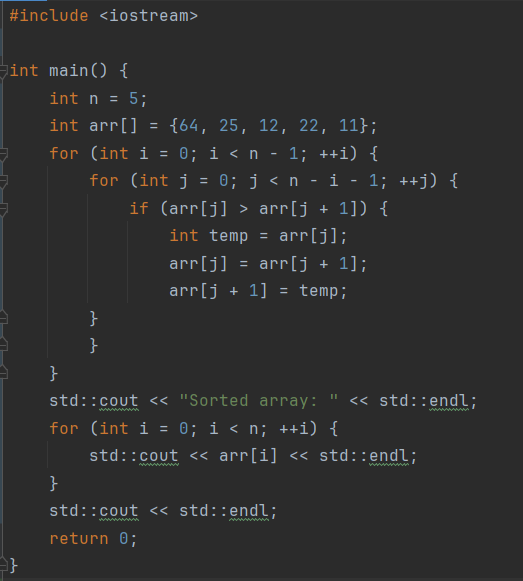 #include <iostream>

int main() {
    int n = 5;
    int arr[] = {64, 25, 12, 22, 11};
    for (int i = 0; i < n - 1; ++i) {
        for (int j = 0; j < n - i - 1; ++j) {
            if (arr[j] > arr[j + 1]) {
                int temp = arr[j];
                arr[j] = arr[j + 1];
                arr[j + 1] = temp;
        }
        }
    }
    std::cout << "Sorted array: " << std::endl;
    for (int i = 0; i < n; ++i) {
        std::cout << arr[i] << std::endl;
    }
    std::cout << std::endl;
    return 0;
}